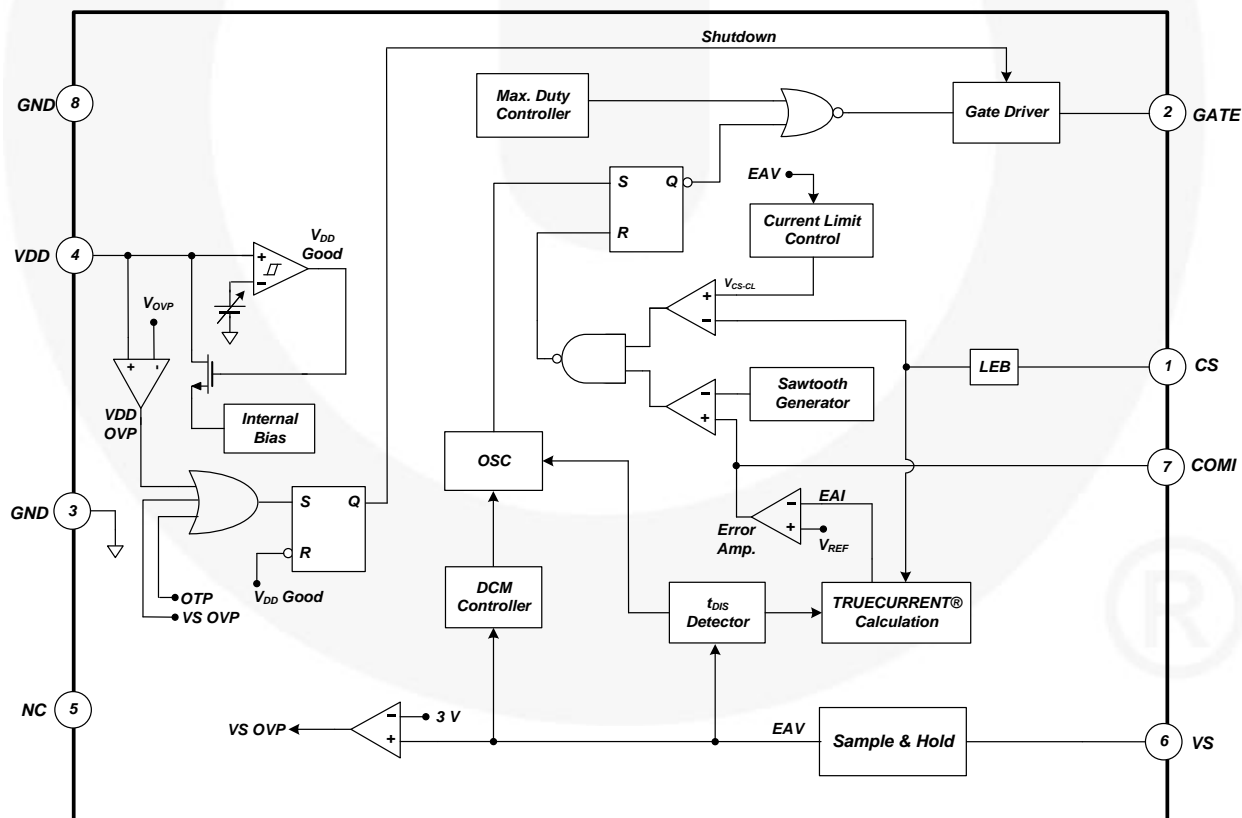 Shutdown
GND
8
Max. Duty
Controller
Gate Driver
2
GATE
S
Q
R
EAV
Current Limit
Control
VDD
4
VDD
Good
+
-
VCS-CL
+
-
VOVP
+
-
LEB
1
CS
VDD
OVP
Internal
Bias
-
+
Sawtooth
Generator
OSC
7
COMI
GND
3
S
Q
R
VDD Good
OTP
VS OVP
Error
Amp.
-
+
EAI
VREF
DCM
Controller
tDIS
Detector
TRUECURRENT®
Calculation
R
NC
5
VS OVP
-
+
3 V
EAV
Sample & Hold
6
VS